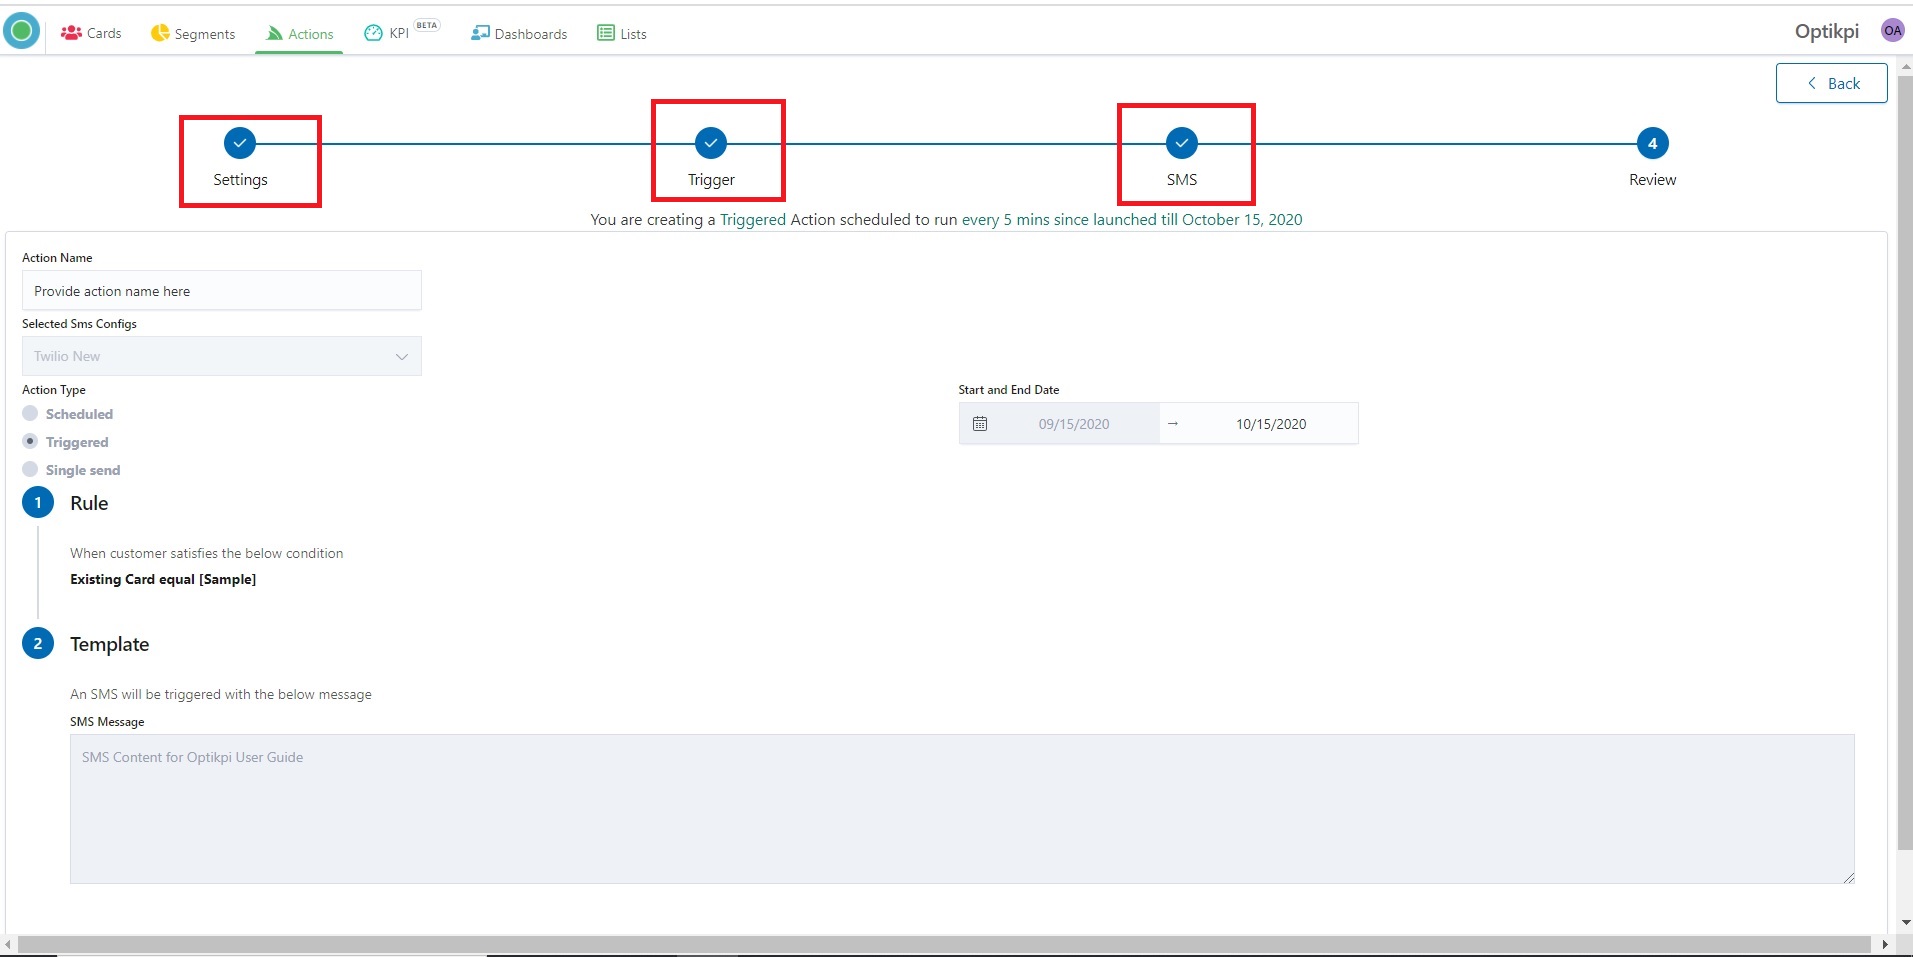 Cards Segments Actions KPI BETA Dashboards Lists Optikpi OA
Back
4
Settings Trigger SMS Review
You are creating a Triggered Action scheduled to run every 5 mins since launched till October 15, 2020
Action Name
Provide action name here
Selected Sms Configs
Twilio New
Action Type Start and End Date
Scheduled
09/15/2020 → 10/15/2020
Triggered
Single send
1 Rule
When customer satisfies the below condition
Existing Card equal [Sample]
2 Template
An SMS will be triggered with the below message
SMS Message
SMS Content for Optikpi User Guide